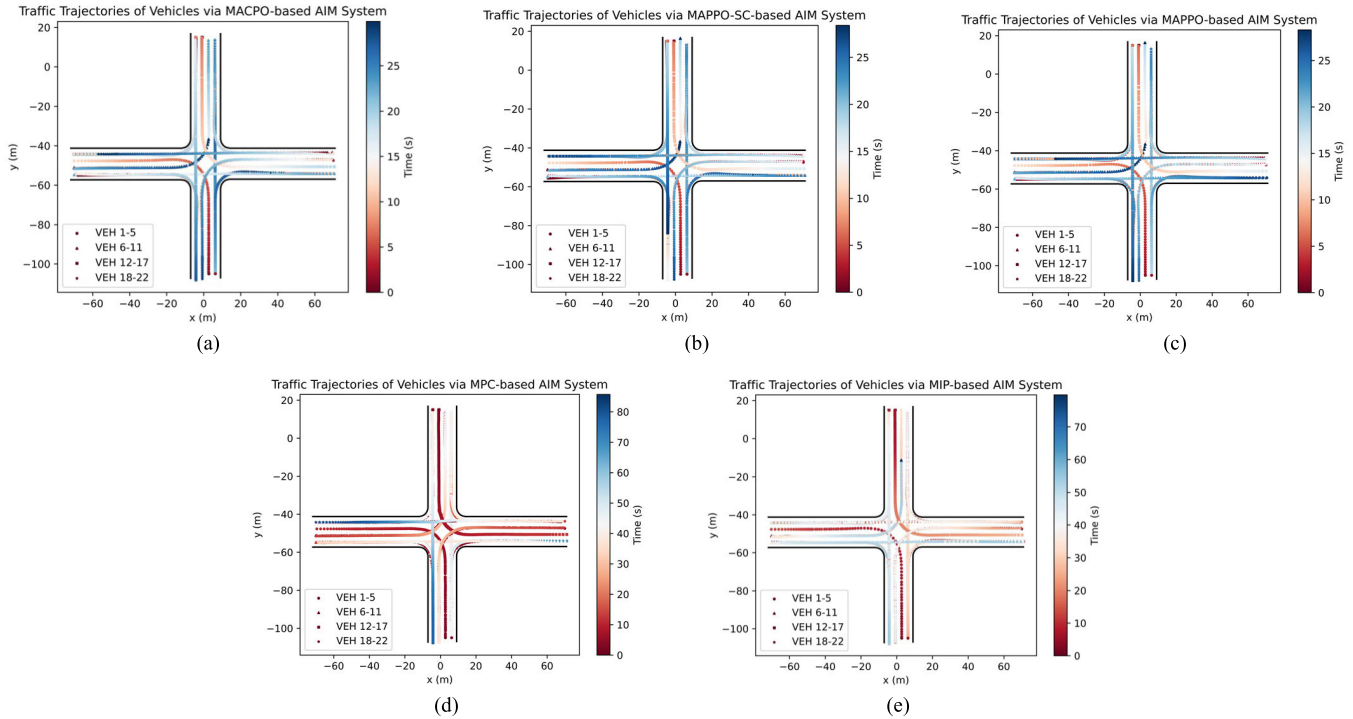 Traffic Trajectories of Vehicles via MACPO-based AIM System
20
0
−20
−40
−60
−80
−100
y (m)
−60
−40
−20
0
20
40
60
x (m)
VEH 1-5
VEH 6-11
VEH 12-17
VEH 18-22
25
20
15
10
5
0
Time (s)
(a)
Traffic Trajectories of Vehicles via MAPPO-SC-based AIM System
20
0
−20
−40
−60
−80
−100
y (m)
−60
−40
−20
0
20
40
60
x (m)
VEH 1-5
VEH 6-11
VEH 12-17
VEH 18-22
25
20
15
10
5
0
Time (s)
(b)
Traffic Trajectories of Vehicles via MAPPO-based AIM System
20
0
−20
−40
−60
−80
−100
y (m)
−60
−40
−20
0
20
40
60
x (m)
VEH 1-5
VEH 6-11
VEH 12-17
VEH 18-22
25
20
15
10
5
0
Time (s)
(c)
Traffic Trajectories of Vehicles via MPC-based AIM System
20
0
−20
−40
−60
−80
−100
y (m)
−60
−40
−20
0
20
40
60
x (m)
VEH 1-5
VEH 6-11
VEH 12-17
VEH 18-22
80
70
60
50
40
30
20
10
0
Time (s)
(d)
Traffic Trajectories of Vehicles via MIP-based AIM System
20
0
−20
−40
−60
−80
−100
y (m)
−60
−40
−20
0
20
40
60
x (m)
VEH 1-5
VEH 6-11
VEH 12-17
VEH 18-22
70
60
50
40
30
20
10
0
Time (s)
(e)